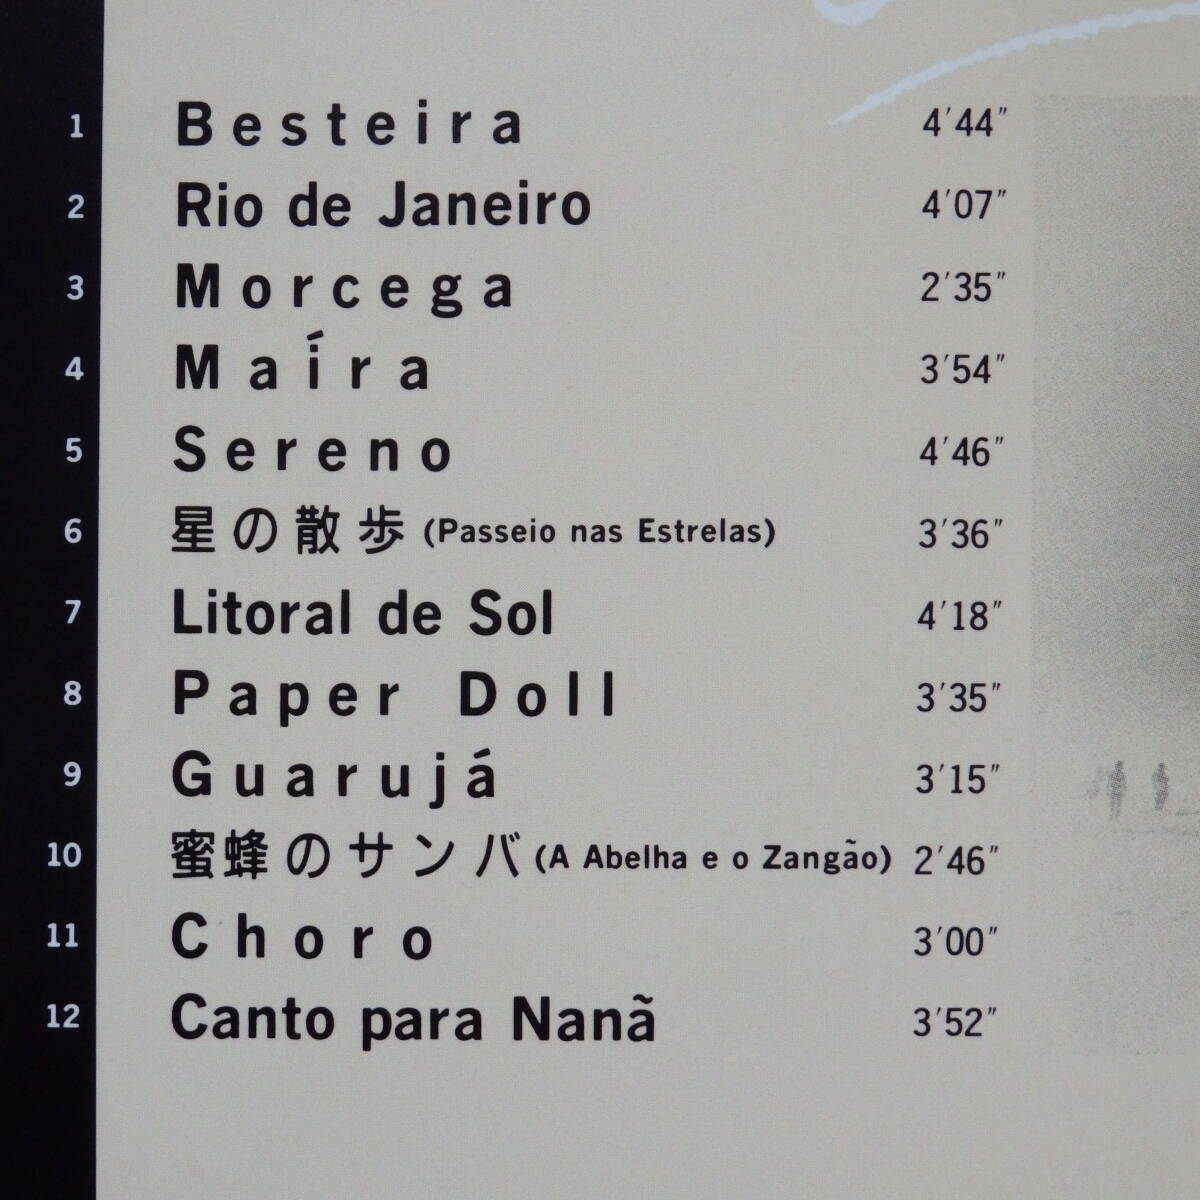 1 Besteira 4'44"
2 Rio de Janeiro 4'07"
3 Morcega 2'35"
4 Maíra 3'54"
5 Sereno 4'46"
6 星の散歩 (Passeio nas Estrelas) 3'36"
7 Litoral de Sol 4'18"
8 Paper Doll 3'35"
9 Guarujá 3'15"
10 蜜蜂のサンバ (A Abelha e o Zangão) 2'46"
11 Choro 3'00"
12 Canto para Nanã 3'52"